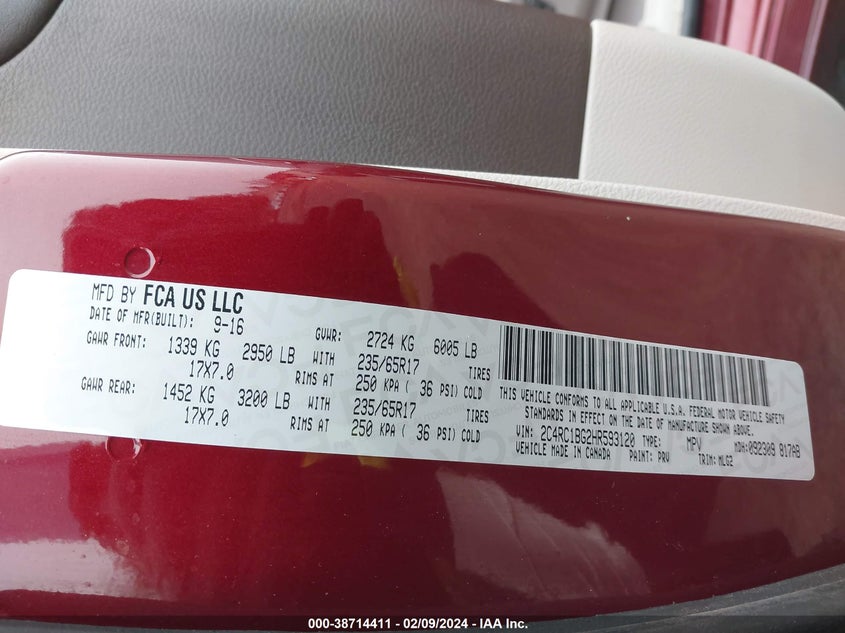 MFD BY FCA US LLC
DATE OF MFR(BUILT): 9-16 GVWR: 2724 KG 6005 LB
GAWR FRONT: 1339 KG 2950 LB WITH 235/65R17 TIRES
17X7.0 RIMS AT 250 KPA ( 36 PSI) COLD
GAWR REAR: 1452 KG 3200 LB WITH 235/65R17 TIRES
17X7.0 RIMS AT 250 KPA ( 36 PSI) COLD
THIS VEHICLE CONFORMS TO ALL APPLICABLE U.S.A. FEDERAL MOTOR VEHICLE SAFETY
STANDARDS IN EFFECT ON THE DATE OF MANUFACTURE SHOWN ABOVE.
VIN: 2C4RC1BG2HR593120 TYPE: MPV MDH:092309 817AB
VEHICLE MADE IN CANADA PAINT: PRV TRIM: MLG2
000-38714411 - 02/09/2024 - IAA Inc.